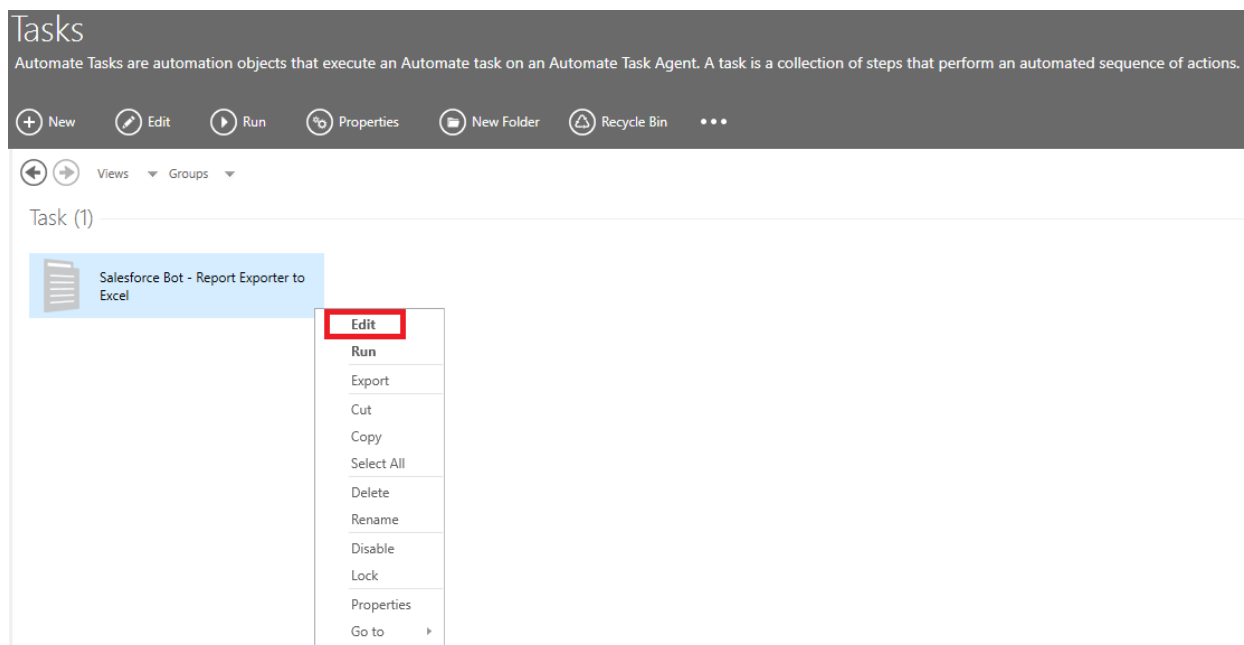 Tasks
Automate Tasks are automation objects that execute an Automate task on an Automate Task Agent. A task is a collection of steps that perform an automated sequence of actions.
New Edit Run Properties New Folder Recycle Bin
Views Groups
Task (1)
Salesforce Bot - Report Exporter to
Excel
Edit
Run
Export
Cut
Copy
Select All
Delete
Rename
Disable
Lock
Properties
Go to